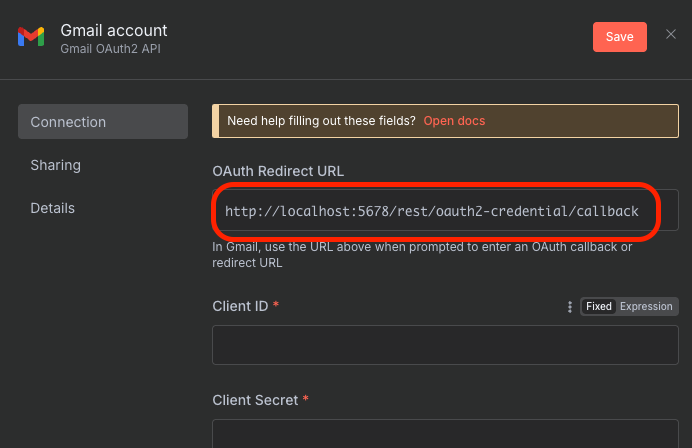 Gmail account
Gmail OAuth2 API
Save
Connection
Sharing
Details
Need help filling out these fields? Open docs
OAuth Redirect URL
http://localhost:5678/rest/oauth2-credential/callback
In Gmail, use the URL above when prompted to enter an OAuth callback or
redirect URL
Client ID *
Fixed Expression
Client Secret *